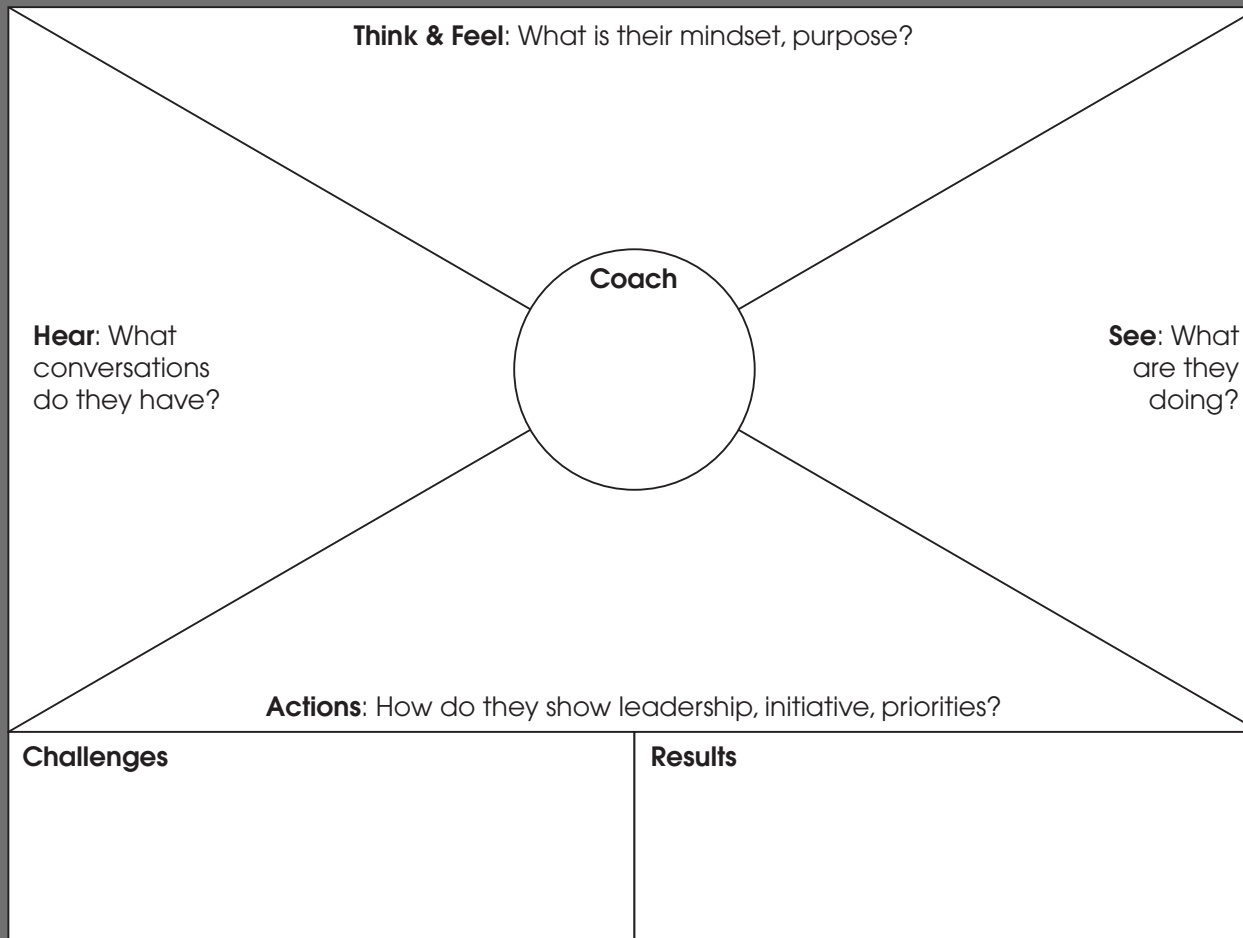 Think & Feel: What is their mindset, purpose?
Coach
Hear: What
conversations
do they have?
See: What
are they
doing?
Actions: How do they show leadership, initiative, priorities?
Challenges
Results